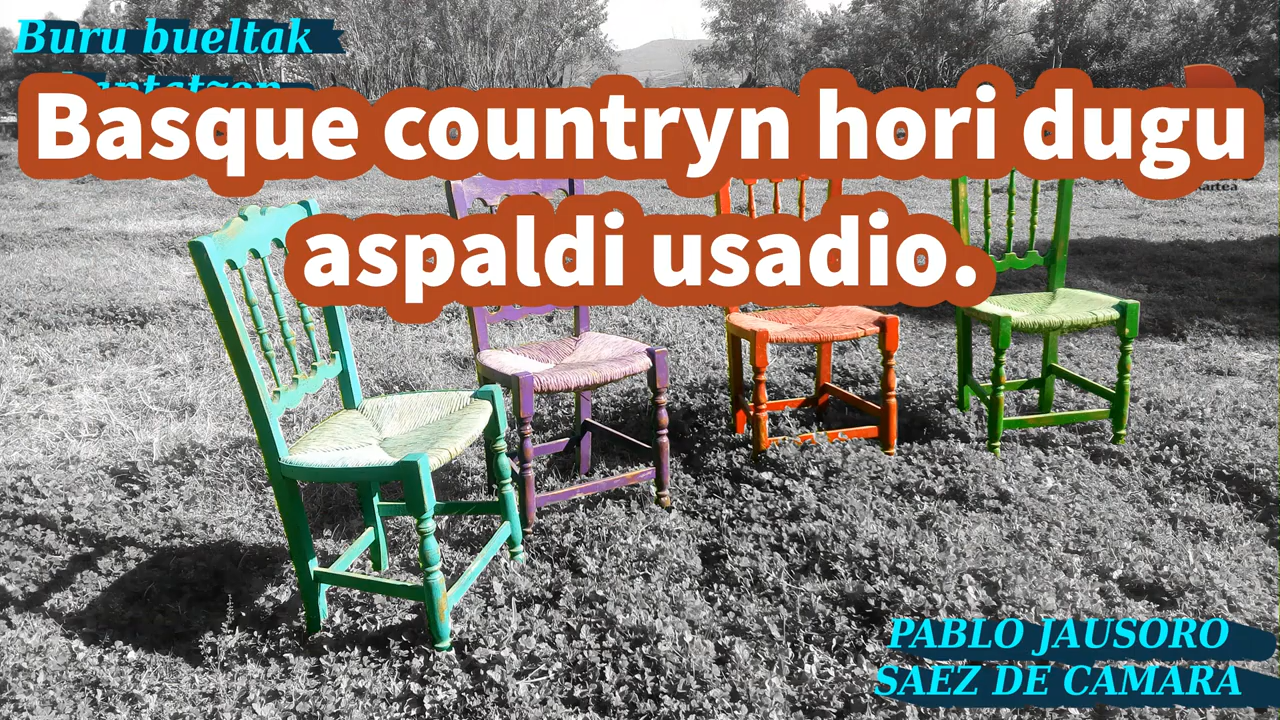 Buru bueltak
Basque countryn hori dugu
aspaldi usadio.
PABLO JAUSORO
SAEZ DE CAMARA